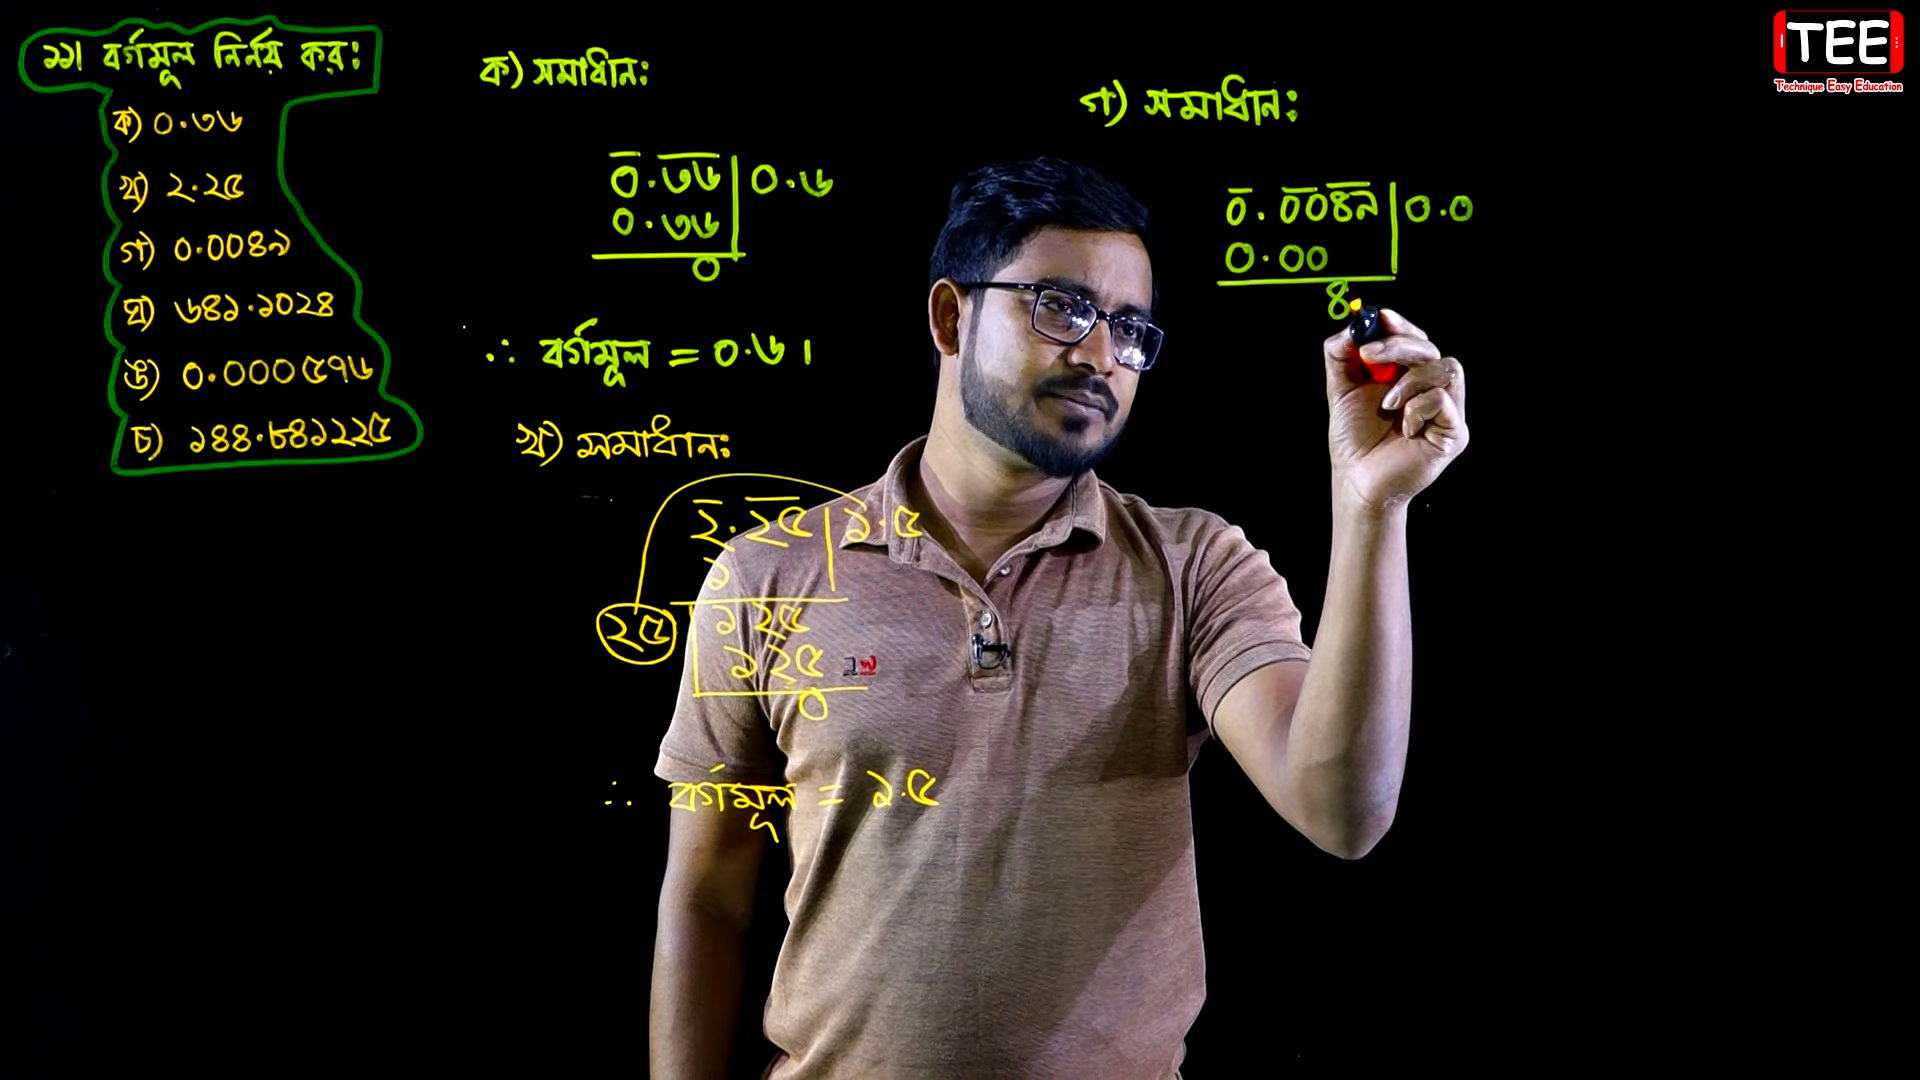 ১১। বর্গমূল নির্নয় কর:
ক) ০.৩৬
খ) ২.২৫
গ) ০.০০৪৯
ঘ) ৬৪১.১০২৪
ঙ) ০.০০০৫৭৬
চ) ১৪৪.৮৪১২২৫
ক) সমাধান:
০.৩৬ | ০.৬
০.৩৬
০
∴ বর্গমূল = ০.৬।
খ) সমাধান:
২.২৫ | ১.৫
১
২৫ | ১২৫
১২৫
০
∴ বর্গমূল = ১.৫
গ) সমাধান:
০.০০৪৯ | ০.০
০.০০
৪
TEE
Technique Easy Education